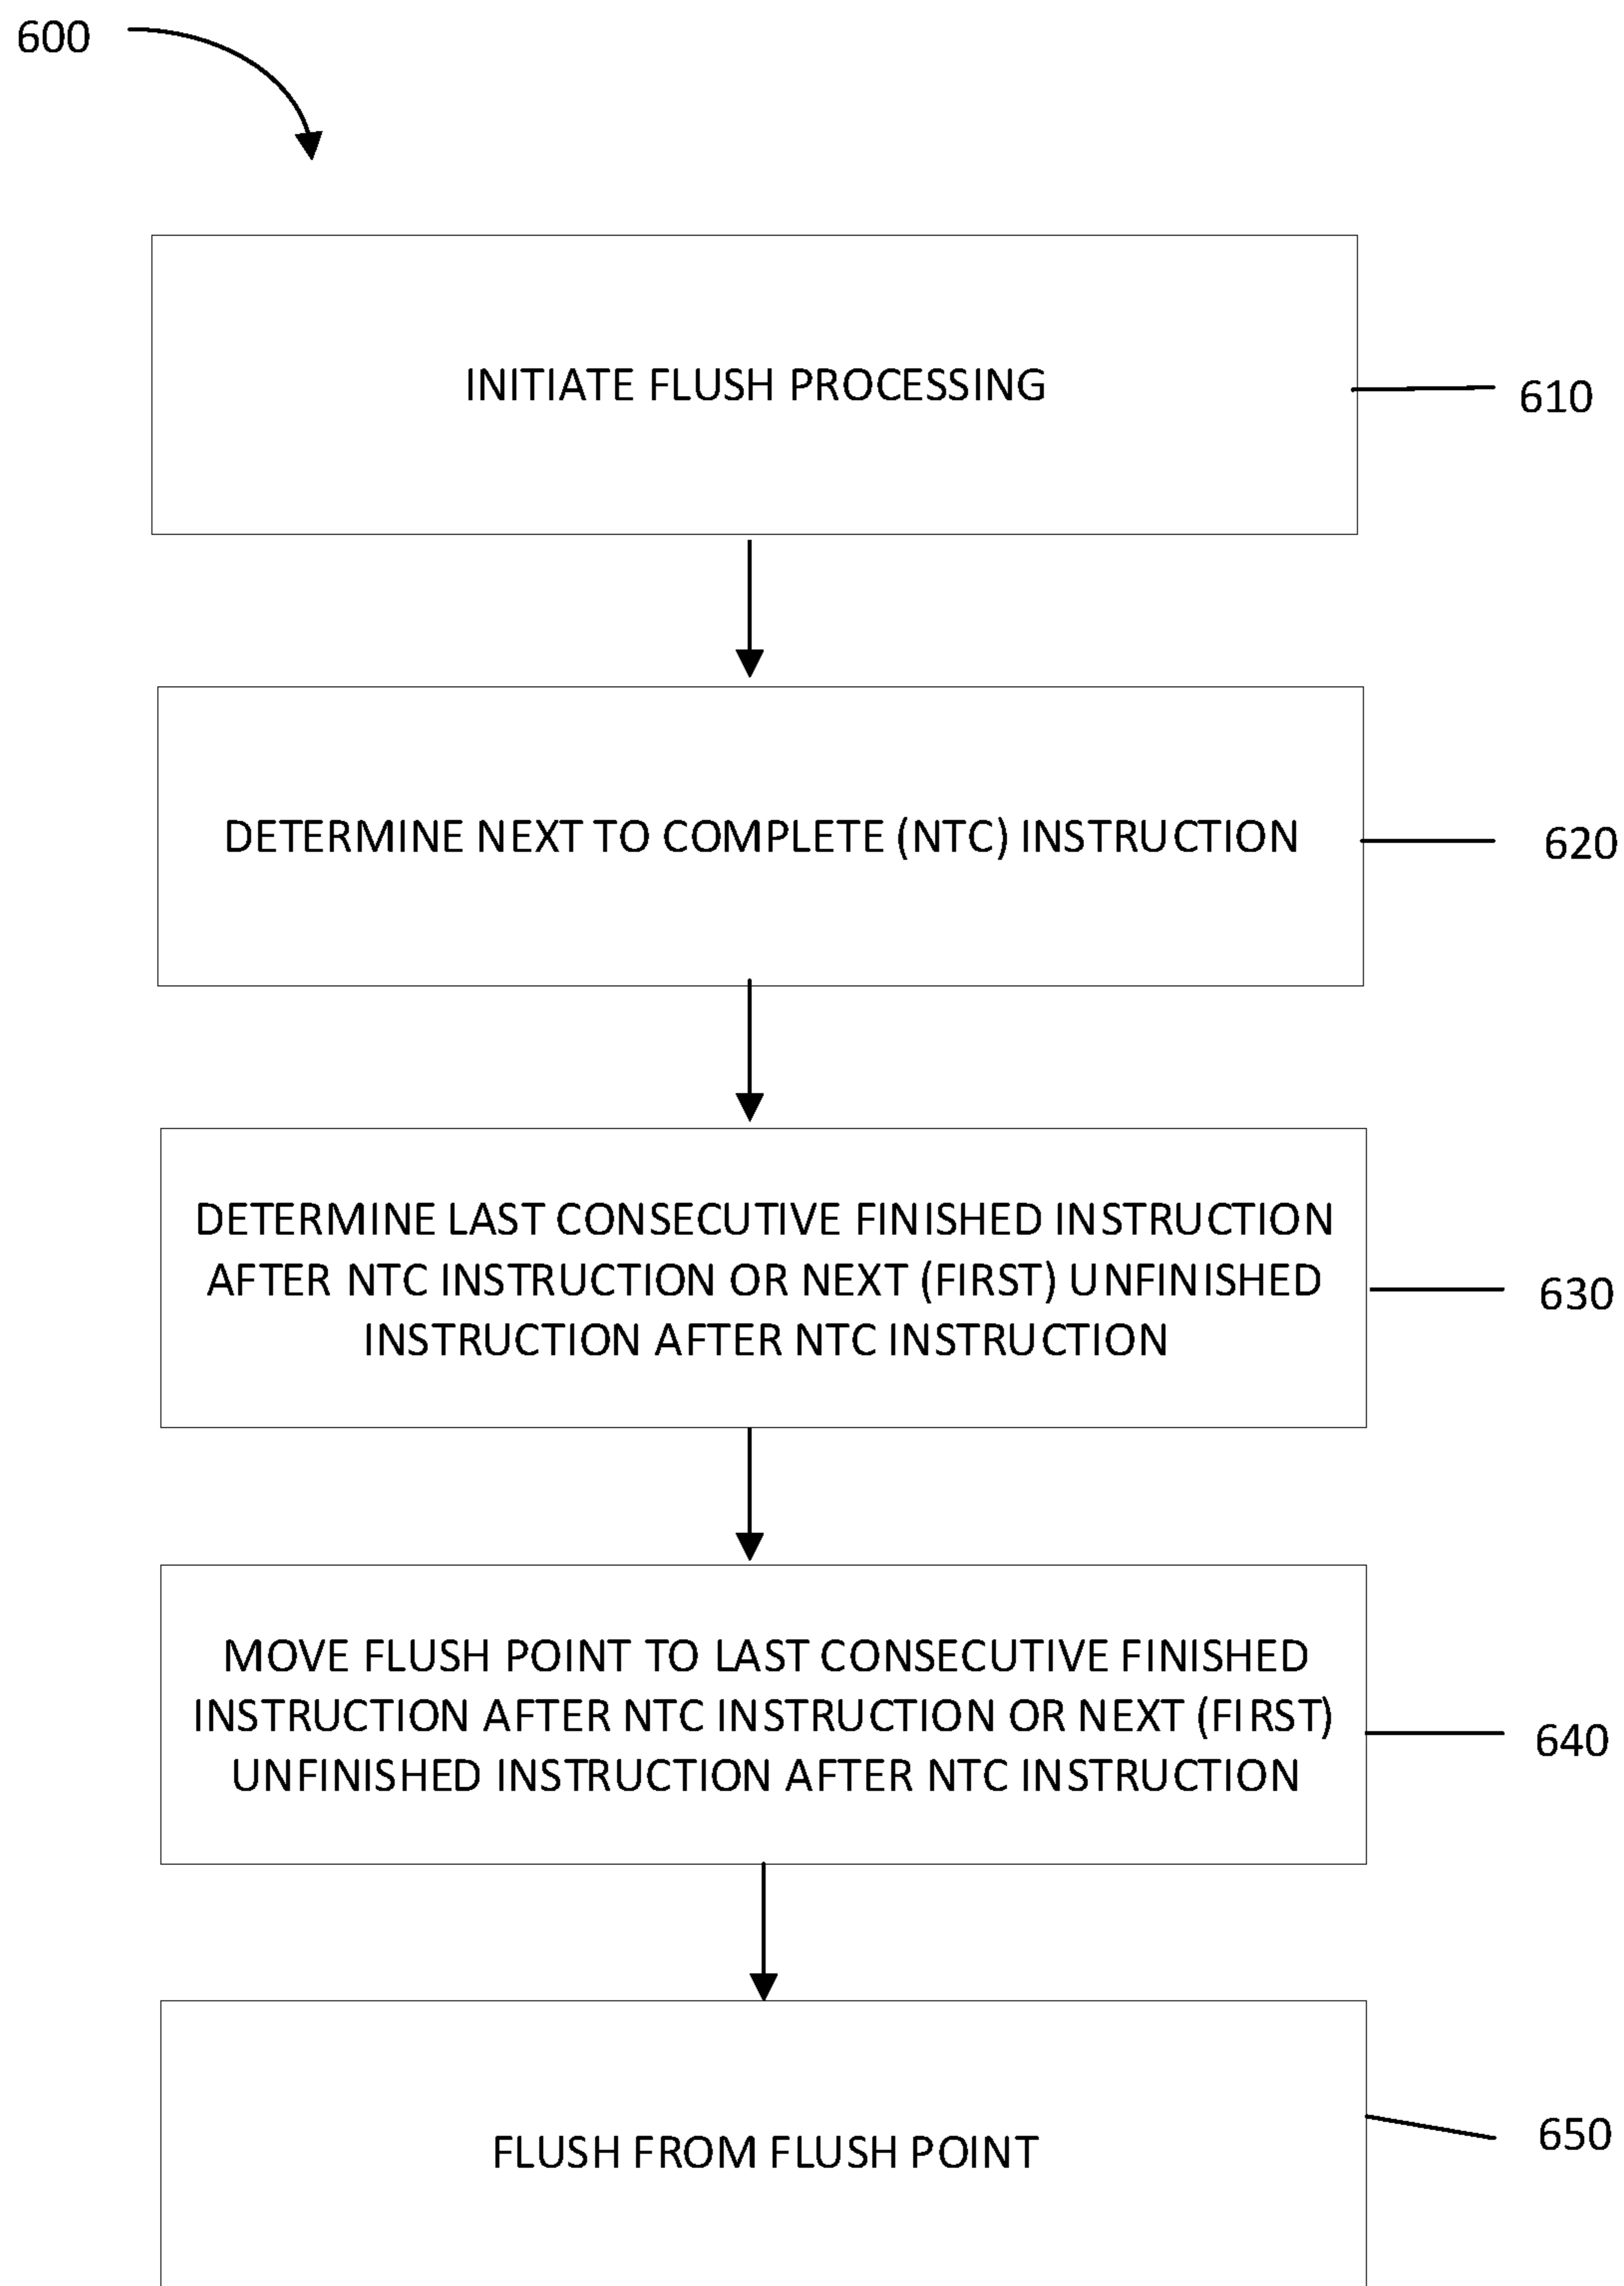 600
INITIATE FLUSH PROCESSING
610
DETERMINE NEXT TO COMPLETE (NTC) INSTRUCTION
620
DETERMINE LAST CONSECUTIVE FINISHED INSTRUCTION
AFTER NTC INSTRUCTION OR NEXT (FIRST) UNFINISHED
INSTRUCTION AFTER NTC INSTRUCTION
630
MOVE FLUSH POINT TO LAST CONSECUTIVE FINISHED
INSTRUCTION AFTER NTC INSTRUCTION OR NEXT (FIRST)
UNFINISHED INSTRUCTION AFTER NTC INSTRUCTION
640
FLUSH FROM FLUSH POINT
650